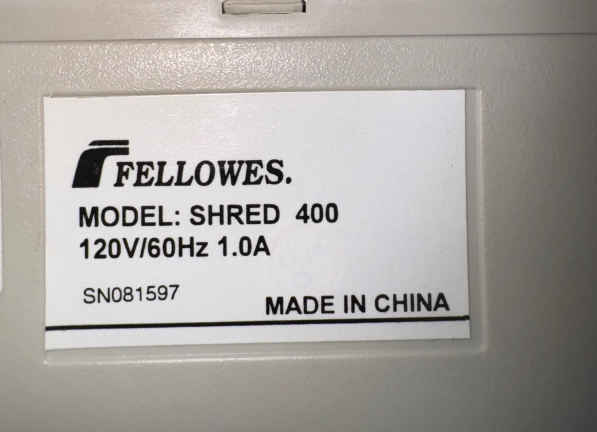 FELLOWES.
MODEL: SHRED 400
120V/60Hz 1.0A
SN081597
MADE IN CHINA